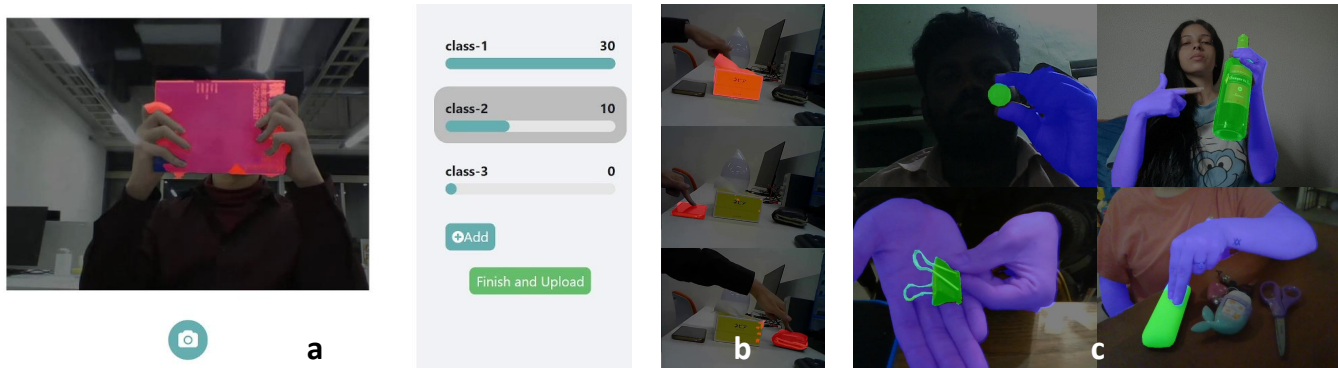 class-1 30
class-2 10
class-3 0
Add
Finish and Upload
a
b
c